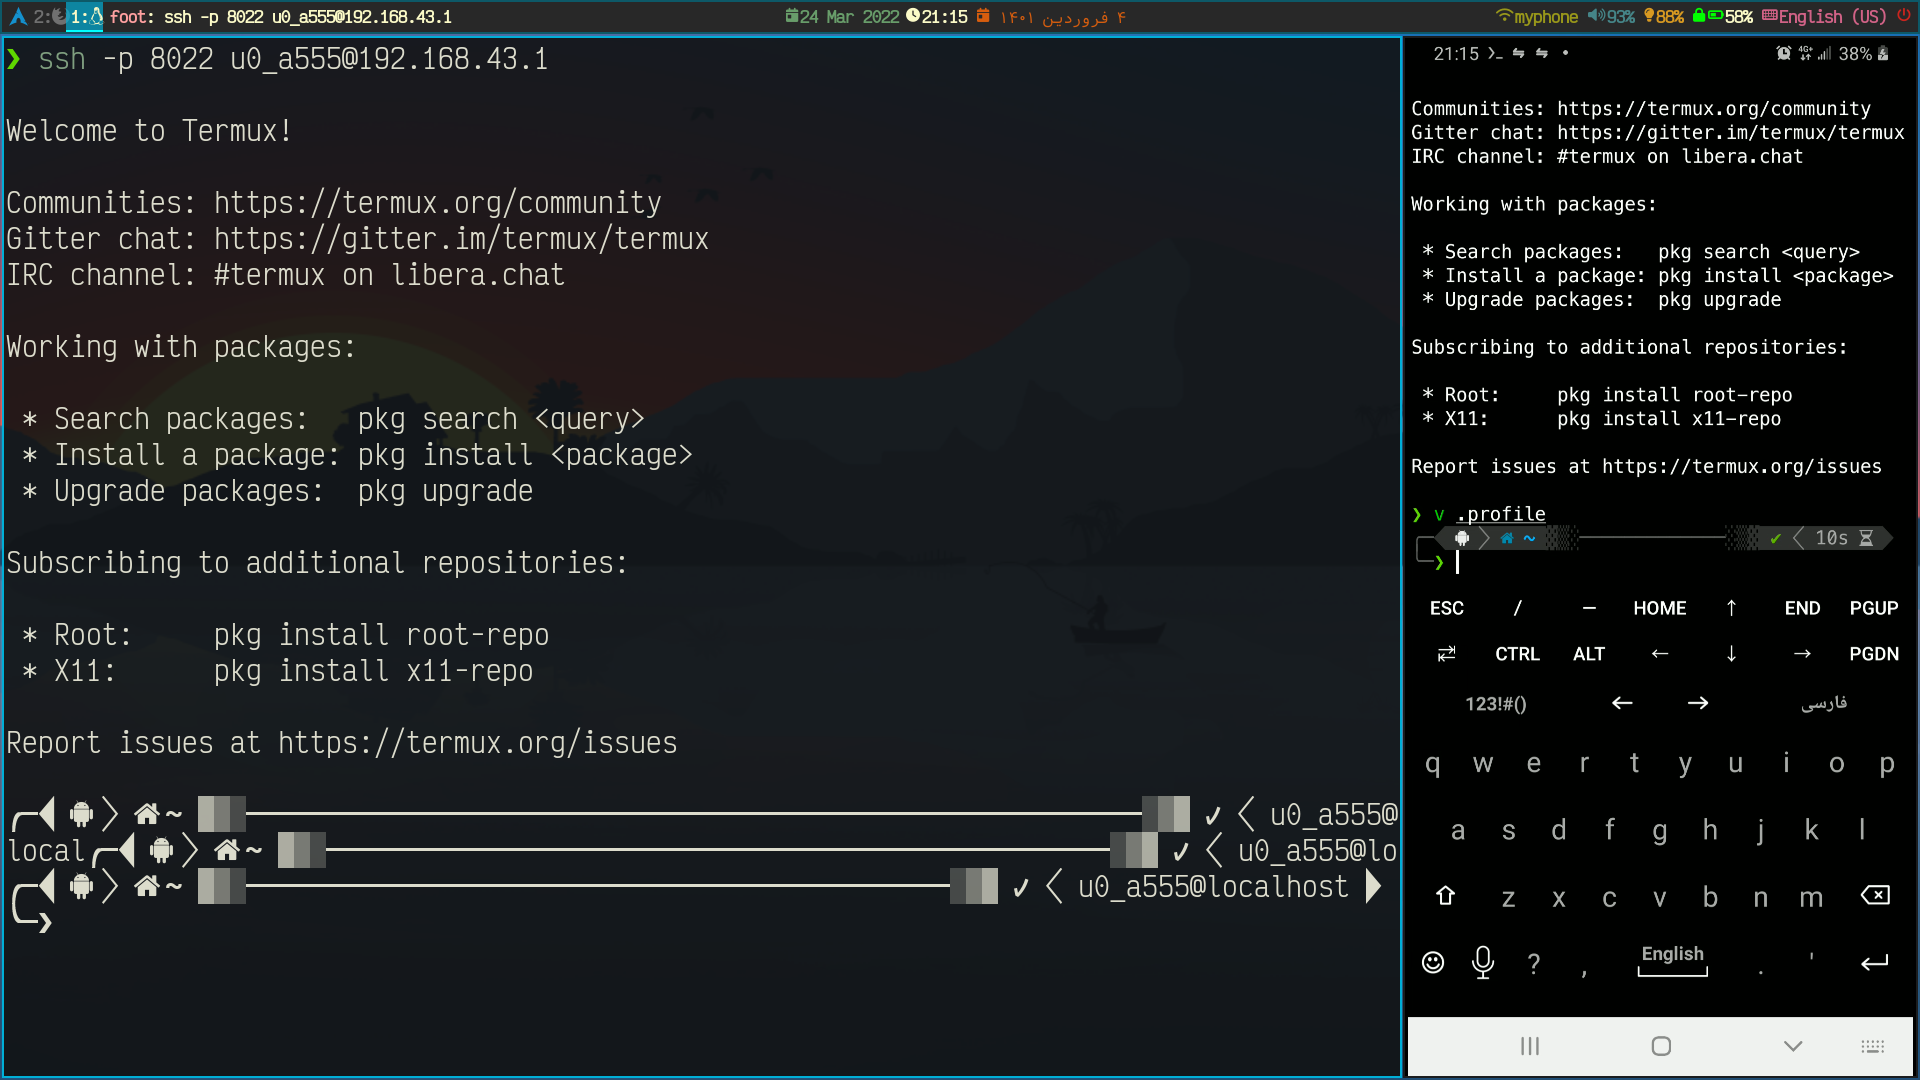 2: 1: foot: ssh -p 8022 u0_a555@192.168.43.1 24 Mar 2022 21:15 ۴ فروردین ۱۴۰۱ myphone 93% 88% 58% English (US)
❯ ssh -p 8022 u0_a555@192.168.43.1
Welcome to Termux!
Communities: https://termux.org/community
Gitter chat: https://gitter.im/termux/termux
IRC channel: #termux on libera.chat
Working with packages:
* Search packages: pkg search <query>
* Install a package: pkg install <package>
* Upgrade packages: pkg upgrade
Subscribing to additional repositories:
* Root: pkg install root-repo
* X11: pkg install x11-repo
Report issues at https://termux.org/issues
~ ✓ u0_a555@
local ~ ✓ u0_a555@lo
~ ✓ u0_a555@localhost
❯
21:15 4G+ 38%
Communities: https://termux.org/community
Gitter chat: https://gitter.im/termux/termux
IRC channel: #termux on libera.chat
Working with packages:
* Search packages: pkg search <query>
* Install a package: pkg install <package>
* Upgrade packages: pkg upgrade
Subscribing to additional repositories:
* Root: pkg install root-repo
* X11: pkg install x11-repo
Report issues at https://termux.org/issues
❯ v .profile
~ ✓ 10s
❯
ESC / — HOME ↑ END PGUP
⇄ CTRL ALT ← ↓ → PGDN
123!#() ← → فارسی
q w e r t y u i o p
a s d f g h j k l
z x c v b n m
? , English . '